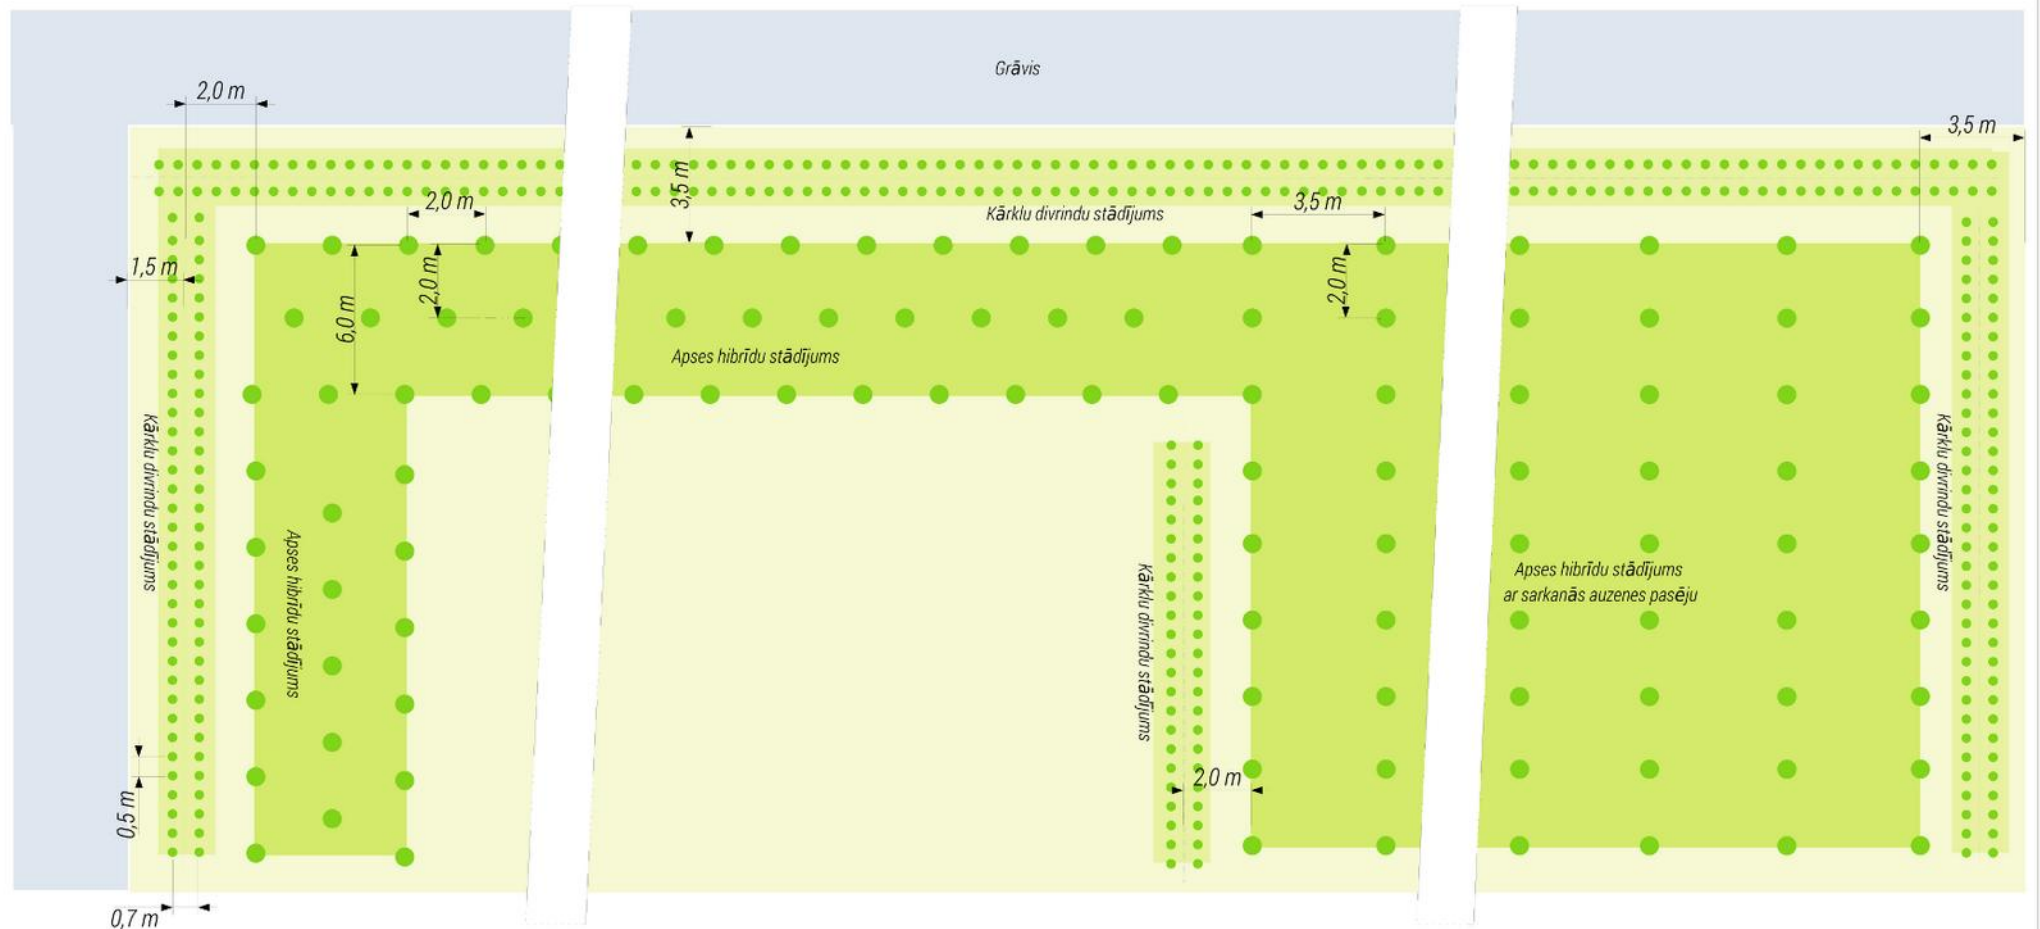 Grāvis
2,0 m
3,5 m
3,5 m
2,0 m
3,5 m
Kārklu divrindu stādījums
1,5 m
2,0 m
2,0 m
6,0 m
Apses hibrīdu stādījums
Kārklu divrindu stādījums
Apses hibrīdu stādījums
Kārklu divrindu stādījums
Apses hibrīdu stādījums
ar sarkanās auzenes pasēju
Kārklu divrindu stādījums
2,0 m
0,5 m
0,7 m